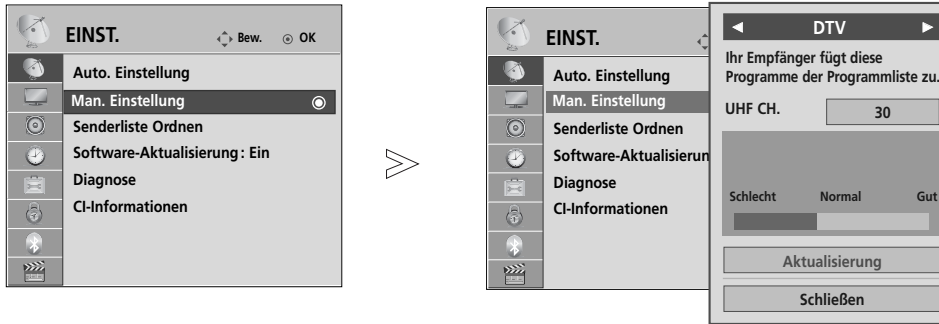 EINST.
Bew. OK
Auto. Einstellung
Man. Einstellung
Senderliste Ordnen
Software-Aktualisierung : Ein
Diagnose
CI-Informationen
EINST.
Auto. Einstellung
Man. Einstellung
Senderliste Ordnen
Software-Aktualisierun
Diagnose
CI-Informationen
DTV
Ihr Empfänger fügt diese
Programme der Programmliste zu.
UHF CH. 30
Schlecht Normal Gut
Aktualisierung
Schließen